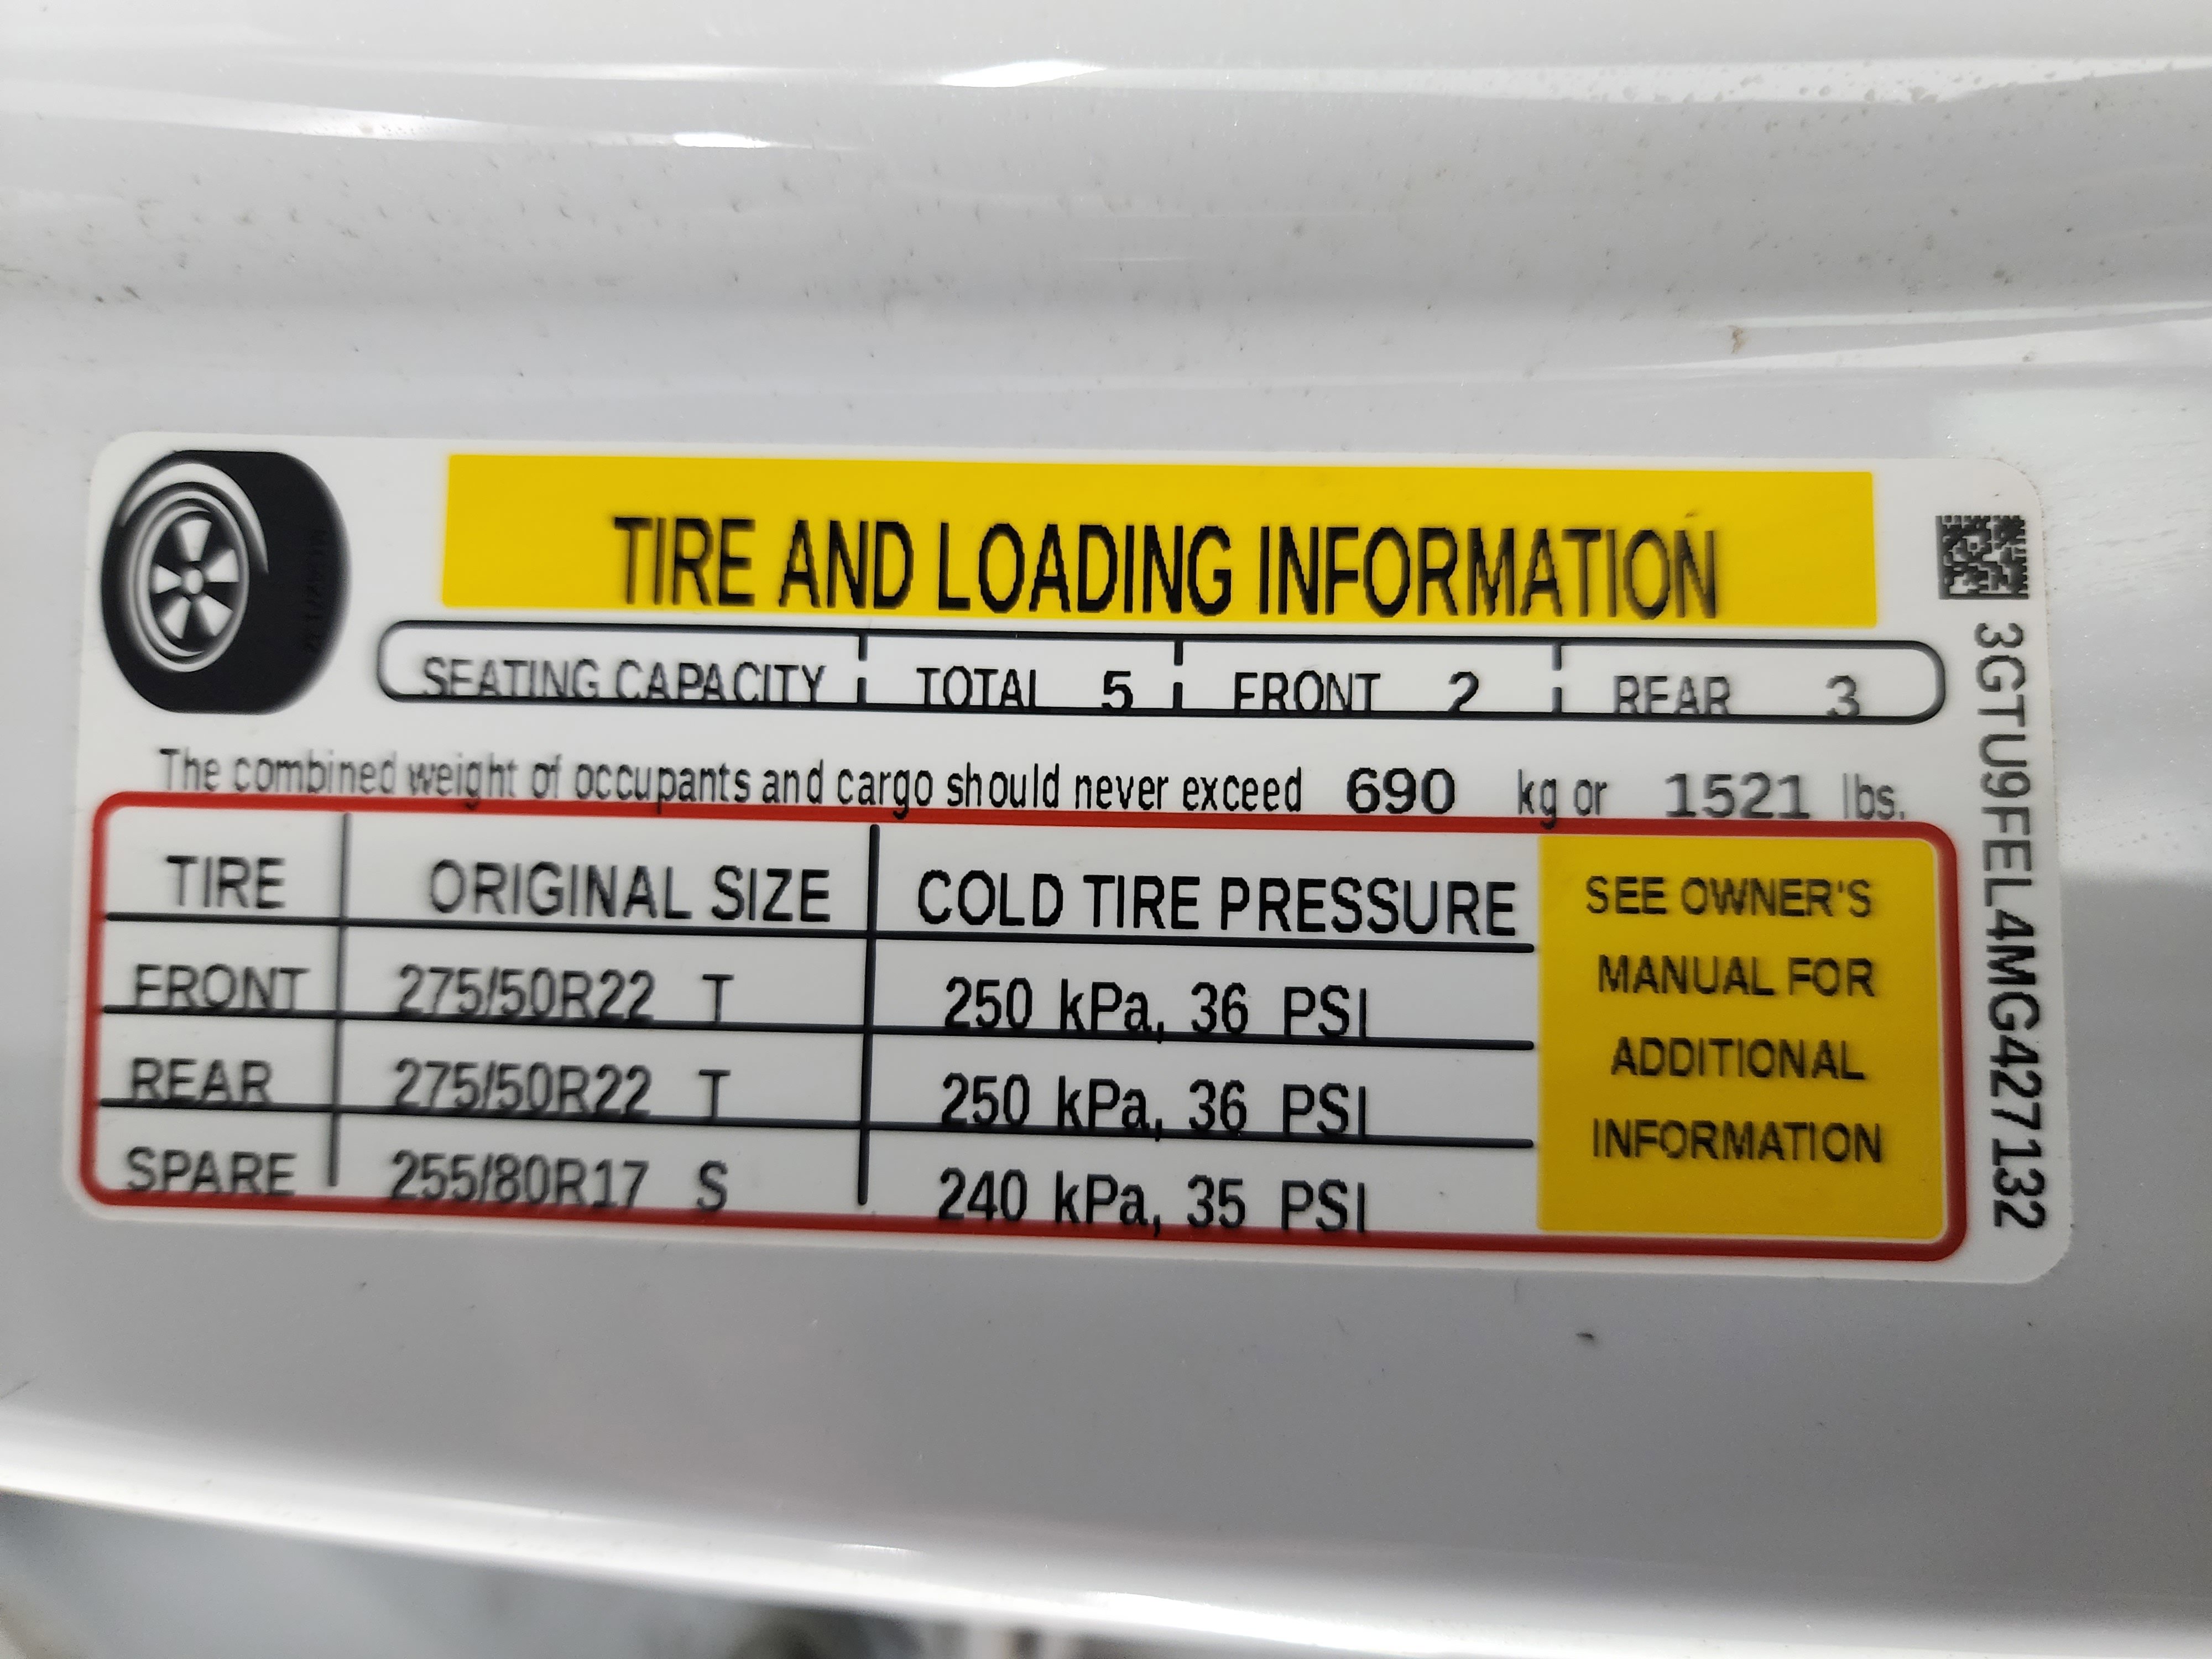 TIRE AND LOADING INFORMATION
SEATING CAPACITY TOTAL 5 FRONT 2 REAR 3
The combined weight of occupants and cargo should never exceed 690 kg or 1521 lbs.
TIRE ORIGINAL SIZE COLD TIRE PRESSURE
FRONT 275/50R22 T 250 kPa, 36 PSI
REAR 275/50R22 T 250 kPa, 36 PSI
SPARE 255/80R17 S 240 kPa, 35 PSI
SEE OWNER'S
MANUAL FOR
ADDITIONAL
INFORMATION
3GTU9FEL4MG427132